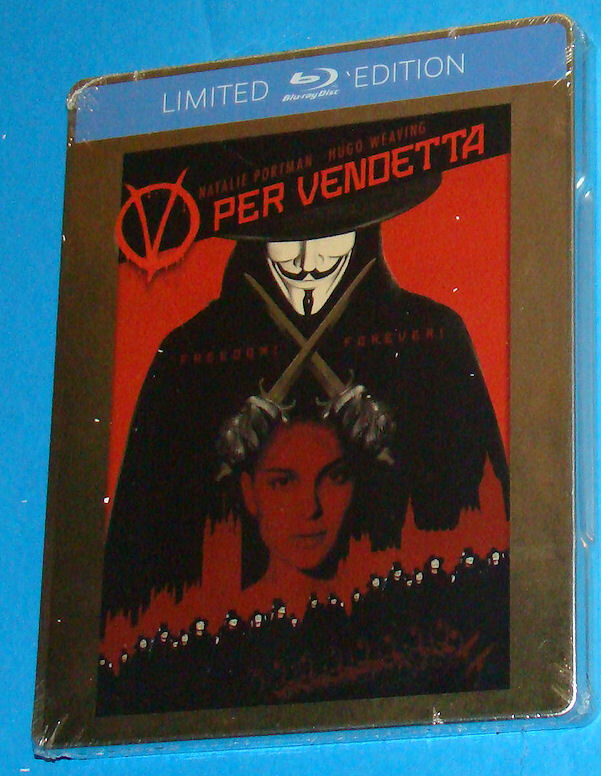 LIMITED Blu-ray Disc EDITION
NATALIE PORTMAN HUGO WEAVING
V PER VENDETTA
FREEDOM! FOREVER!